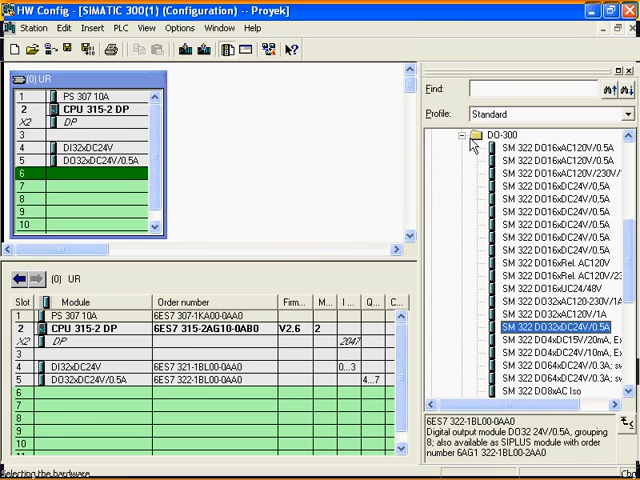 HW Config - [SIMATIC 300(1) (Configuration) -- Proyek]
Station Edit Insert PLC View Options Window Help
(0) UR
1 PS 307 10A
2 CPU 315-2 DP
X2 DP
3
4 DI32xDC24V
5 DO32xDC24V/0.5A
6
7
8
9
10
Find:
Profile: Standard
DO-300
SM 322 DO16xAC120V/0.5A
SM 322 DO16xAC120V/0.5A
SM 322 DO16xAC120V/230V/1
SM 322 DO16xDC24V/0.5A
SM 322 DO16xDC24V/0.5A
SM 322 DO16xDC24V/0.5A
SM 322 DO16xDC24V/0.5A
SM 322 DO16xDC24V/0.5A
SM 322 DO16xDC24V/0.5A
SM 322 DO16xRel. AC120V
SM 322 DO16xRel. AC120V/23
SM 322 DO16xUC24/48V
SM 322 DO32xAC120-230V/1A
SM 322 DO32xAC120V/1A
SM 322 DO32xDC24V/0.5A
SM 322 DO4xDC15V/20mA, Ex
SM 322 DO4xDC24V/10mA, Ex
SM 322 DO64xDC24V/0.3A; sw
SM 322 DO64xDC24V/0.3A; sw
SM 322 DO8xAC Iso
(0) UR
Slot Module Order number Firm... M... I ... Q... C...
1 PS 307 10A 6ES7 307-1KA00-0AA0
2 CPU 315-2 DP 6ES7 315-2AG10-0AB0 V2.6 2
X2 DP 2047
3
4 DI32xDC24V 6ES7 321-1BL00-0AA0 0...3
5 DO32xDC24V/0.5A 6ES7 322-1BL00-0AA0 4...7
6
7
8
9
10
11
6ES7 322-1BL00-0AA0
Digital output module DO32 24V/0.5A, grouping
8; also available as SIPLUS module with order
number 6AG1 322-1BL00-2AA0
Selecting the hardware. Chg